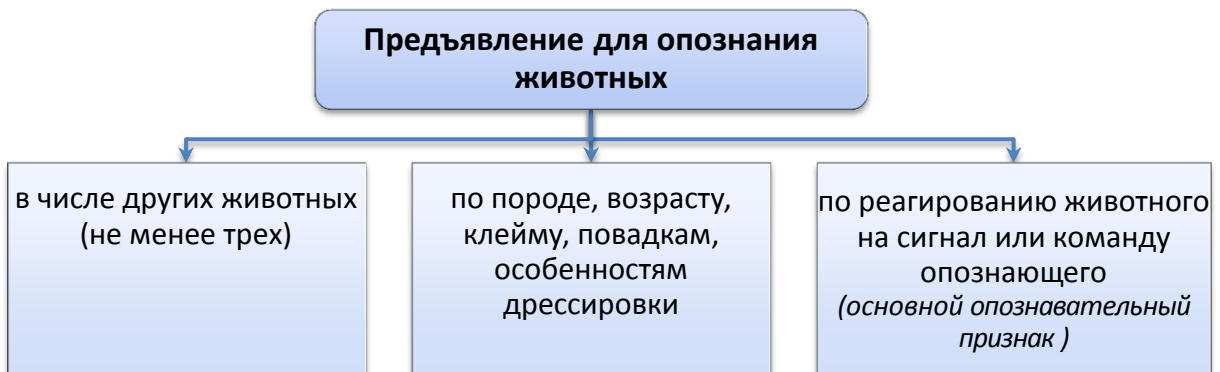 Предъявление для опознания
животных
в числе других животных
(не менее трех)
по породе, возрасту,
клейму, повадкам,
особенностям
дрессировки
по реагированию животного
на сигнал или команду
опознающего
(основной опознавательный
признак )